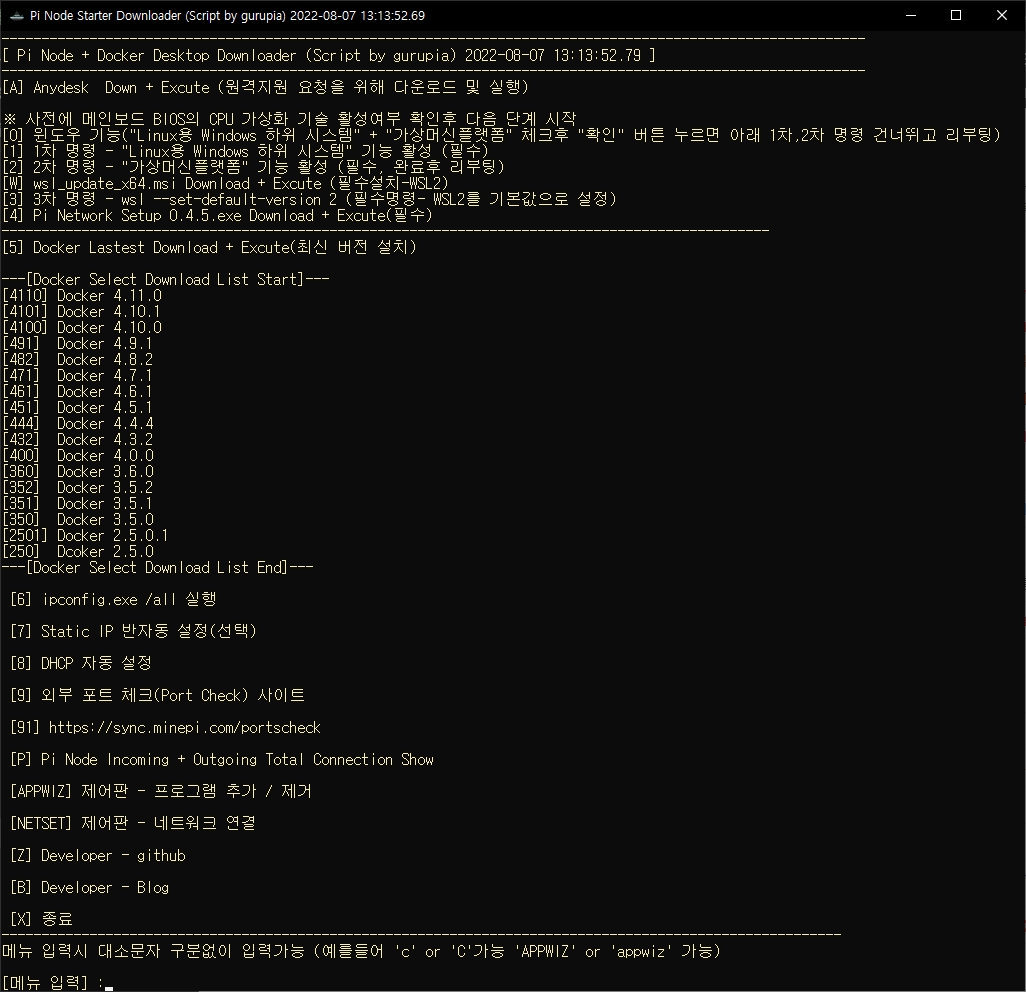 Pi Node Starter Downloader (Script by gurupia) 2022-08-07 13:13:52.69
--------------------------------------------------------------------------------
[ Pi Node + Docker Desktop Downloader (Script by gurupia) 2022-08-07 13:13:52.79 ]
--------------------------------------------------------------------------------
[A] Anydesk  Down + Excute (원격지원 요청을 위해 다운로드 및 실행)
※ 사전에 메인보드 BIOS의 CPU 가상화 기술 활성여부 확인후 다음 단계 시작
[0] 윈도우 기능("Linux용 Windows 하위 시스템" + "가상머신플랫폼" 체크후 "확인" 버튼 누르면 아래 1차,2차 명령 건너뛰고 리부팅)
[1] 1차 명령 - "Linux용 Windows 하위 시스템" 기능 활성 (필수)
[2] 2차 명령 - "가상머신플랫폼" 기능 활성 (필수, 완료후 리부팅)
[W] wsl_update_x64.msi Download + Excute (필수설치-WSL2)
[3] 3차 명령 - wsl --set-default-version 2 (필수명령- WSL2를 기본값으로 설정)
[4] Pi Network Setup 0.4.5.exe Download + Excute(필수)
--------------------------------------------------------------------------------
[5] Docker Lastest Download + Excute(최신 버전 설치)
---[Docker Select Download List Start]---
[4110] Docker 4.11.0
[4101] Docker 4.10.1
[4100] Docker 4.10.0
[491]  Docker 4.9.1
[482]  Docker 4.8.2
[471]  Docker 4.7.1
[461]  Docker 4.6.1
[451]  Docker 4.5.1
[444]  Docker 4.4.4
[432]  Docker 4.3.2
[400]  Docker 4.0.0
[360]  Docker 3.6.0
[352]  Docker 3.5.2
[351]  Docker 3.5.1
[350]  Docker 3.5.0
[2501] Docker 2.5.0.1
[250]  Dcoker 2.5.0
---[Docker Select Download List End]---
[6] ipconfig.exe /all 실행
[7] Static IP 반자동 설정(선택)
[8] DHCP 자동 설정
[9] 외부 포트 체크(Port Check) 사이트
[91] https://sync.minepi.com/portscheck
[P] Pi Node Incoming + Outgoing Total Connection Show
[APPWIZ] 제어판 - 프로그램 추가 / 제거
[NETSET] 제어판 - 네트워크 연결
[Z] Developer - github
[B] Developer - Blog
[X] 종료
--------------------------------------------------------------------------------
메뉴 입력시 대소문자 구분없이 입력가능 (예를들어 'c' or 'C'가능 'APPWIZ' or 'appwiz' 가능)
[메뉴 입력] :